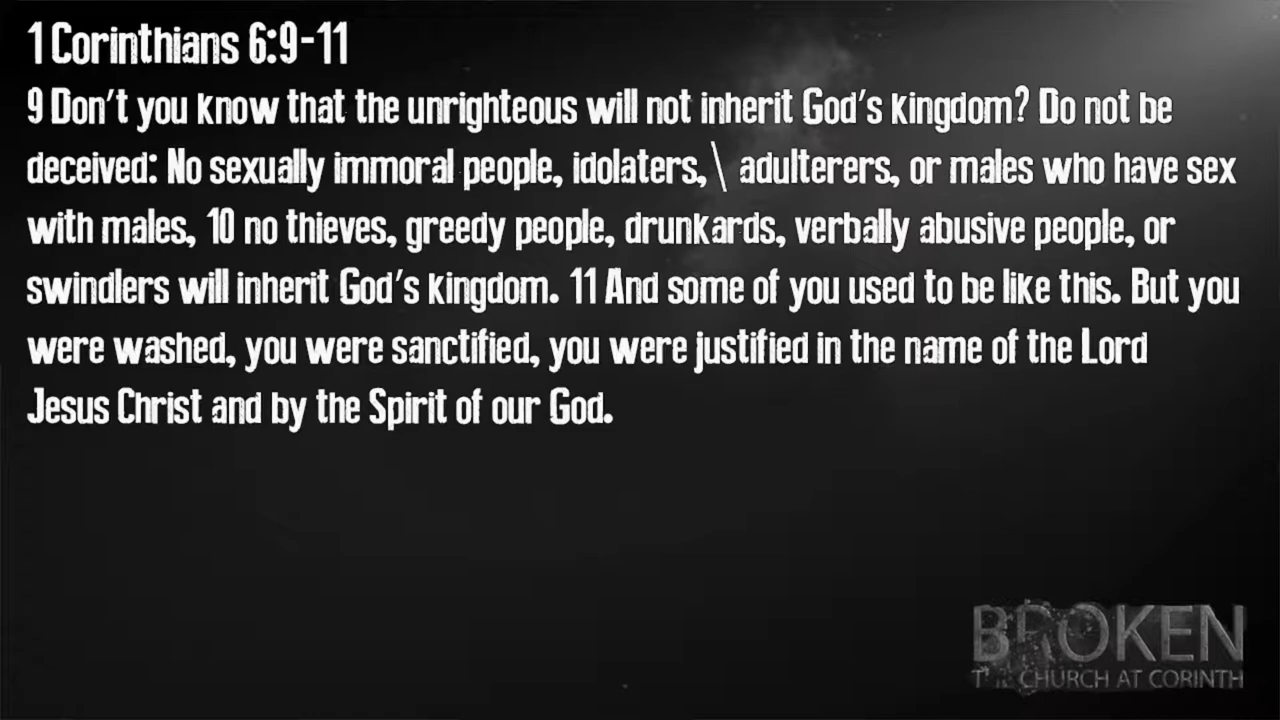 1 Corinthians 6:9-11
9 Don't you know that the unrighteous will not inherit God's kingdom? Do not be
deceived: No sexually immoral people, idolaters,\ adulterers, or males who have sex
with males, 10 no thieves, greedy people, drunkards, verbally abusive people, or
swindlers will inherit God's kingdom. 11 And some of you used to be like this. But you
were washed, you were sanctified, you were justified in the name of the Lord
Jesus Christ and by the Spirit of our God.
BROKEN
THE CHURCH AT CORINTH